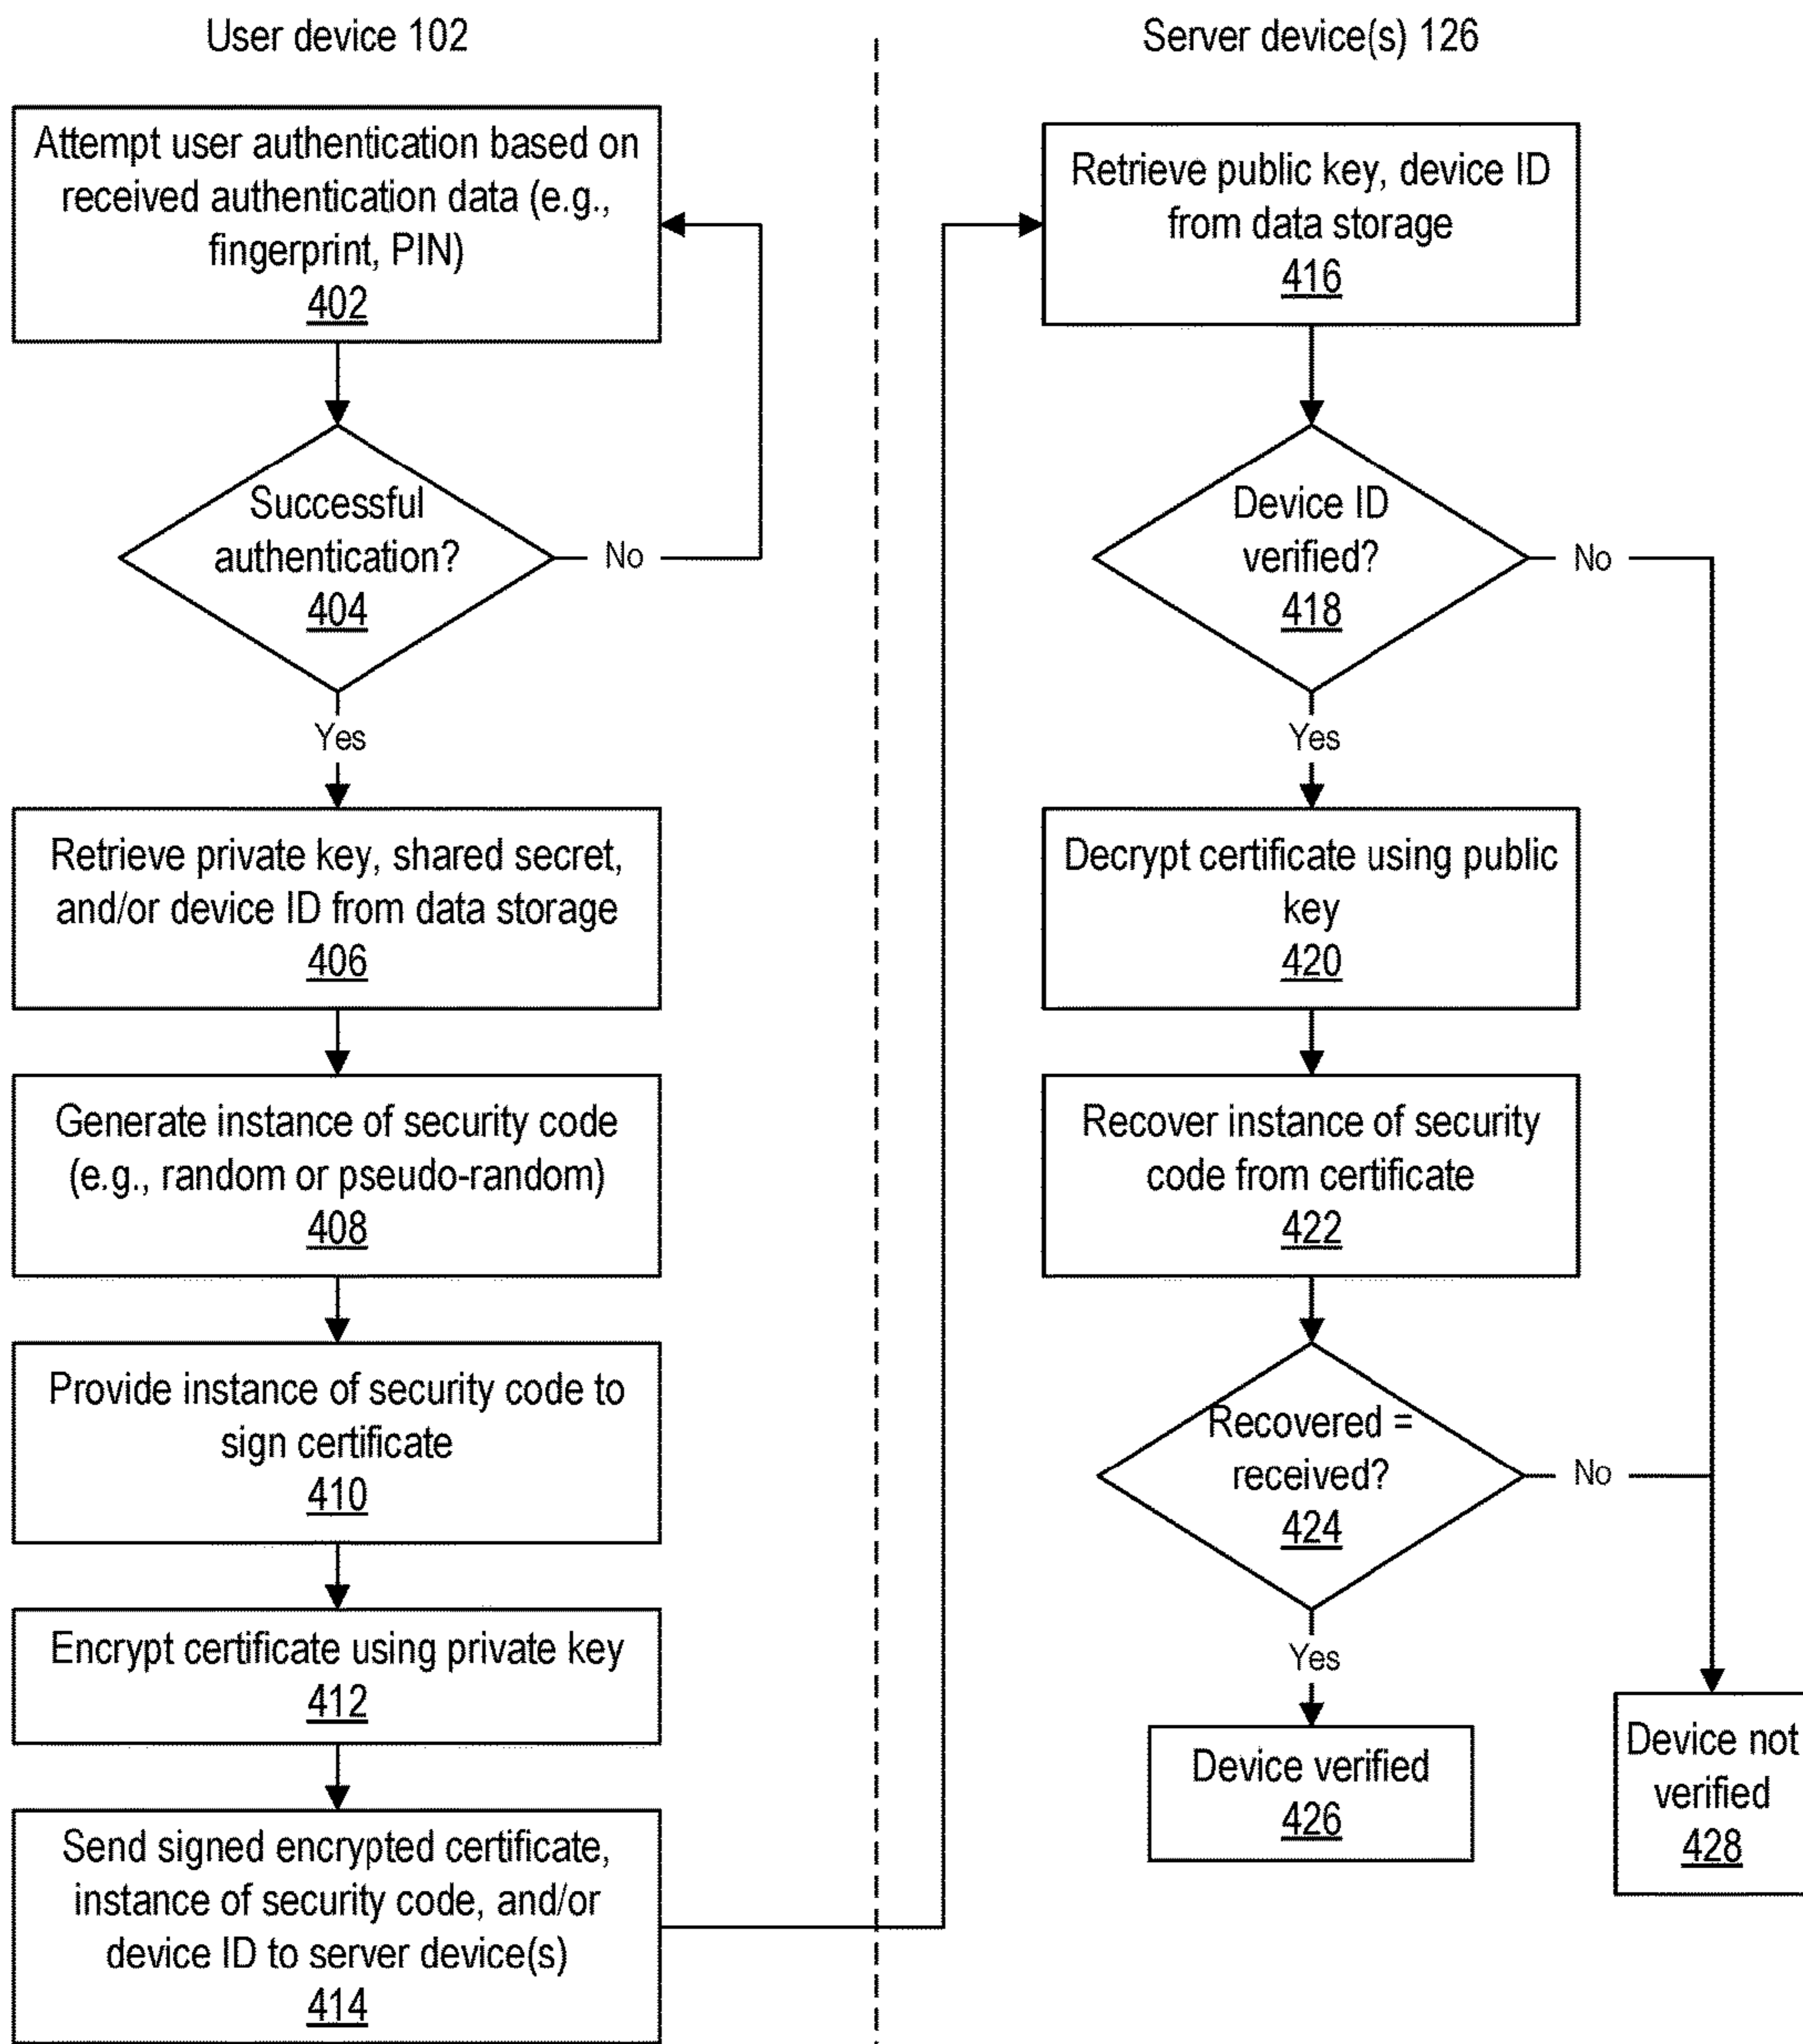 User device 102
Attempt user authentication based on
received authentication data (e.g.,
fingerprint, PIN)
402
Successful
authentication?
404
No
Yes
Retrieve private key, shared secret,
and/or device ID from data storage
406
Generate instance of security code
(e.g., random or pseudo-random)
408
Provide instance of security code to
sign certificate
410
Encrypt certificate using private key
412
Send signed encrypted certificate,
instance of security code, and/or
device ID to server device(s)
414
Server device(s) 126
Retrieve public key, device ID
from data storage
416
Device ID
verified?
418
No
Yes
Decrypt certificate using public
key
420
Recover instance of security
code from certificate
422
Recovered =
received?
424
No
Yes
Device verified
426
Device not
verified
428